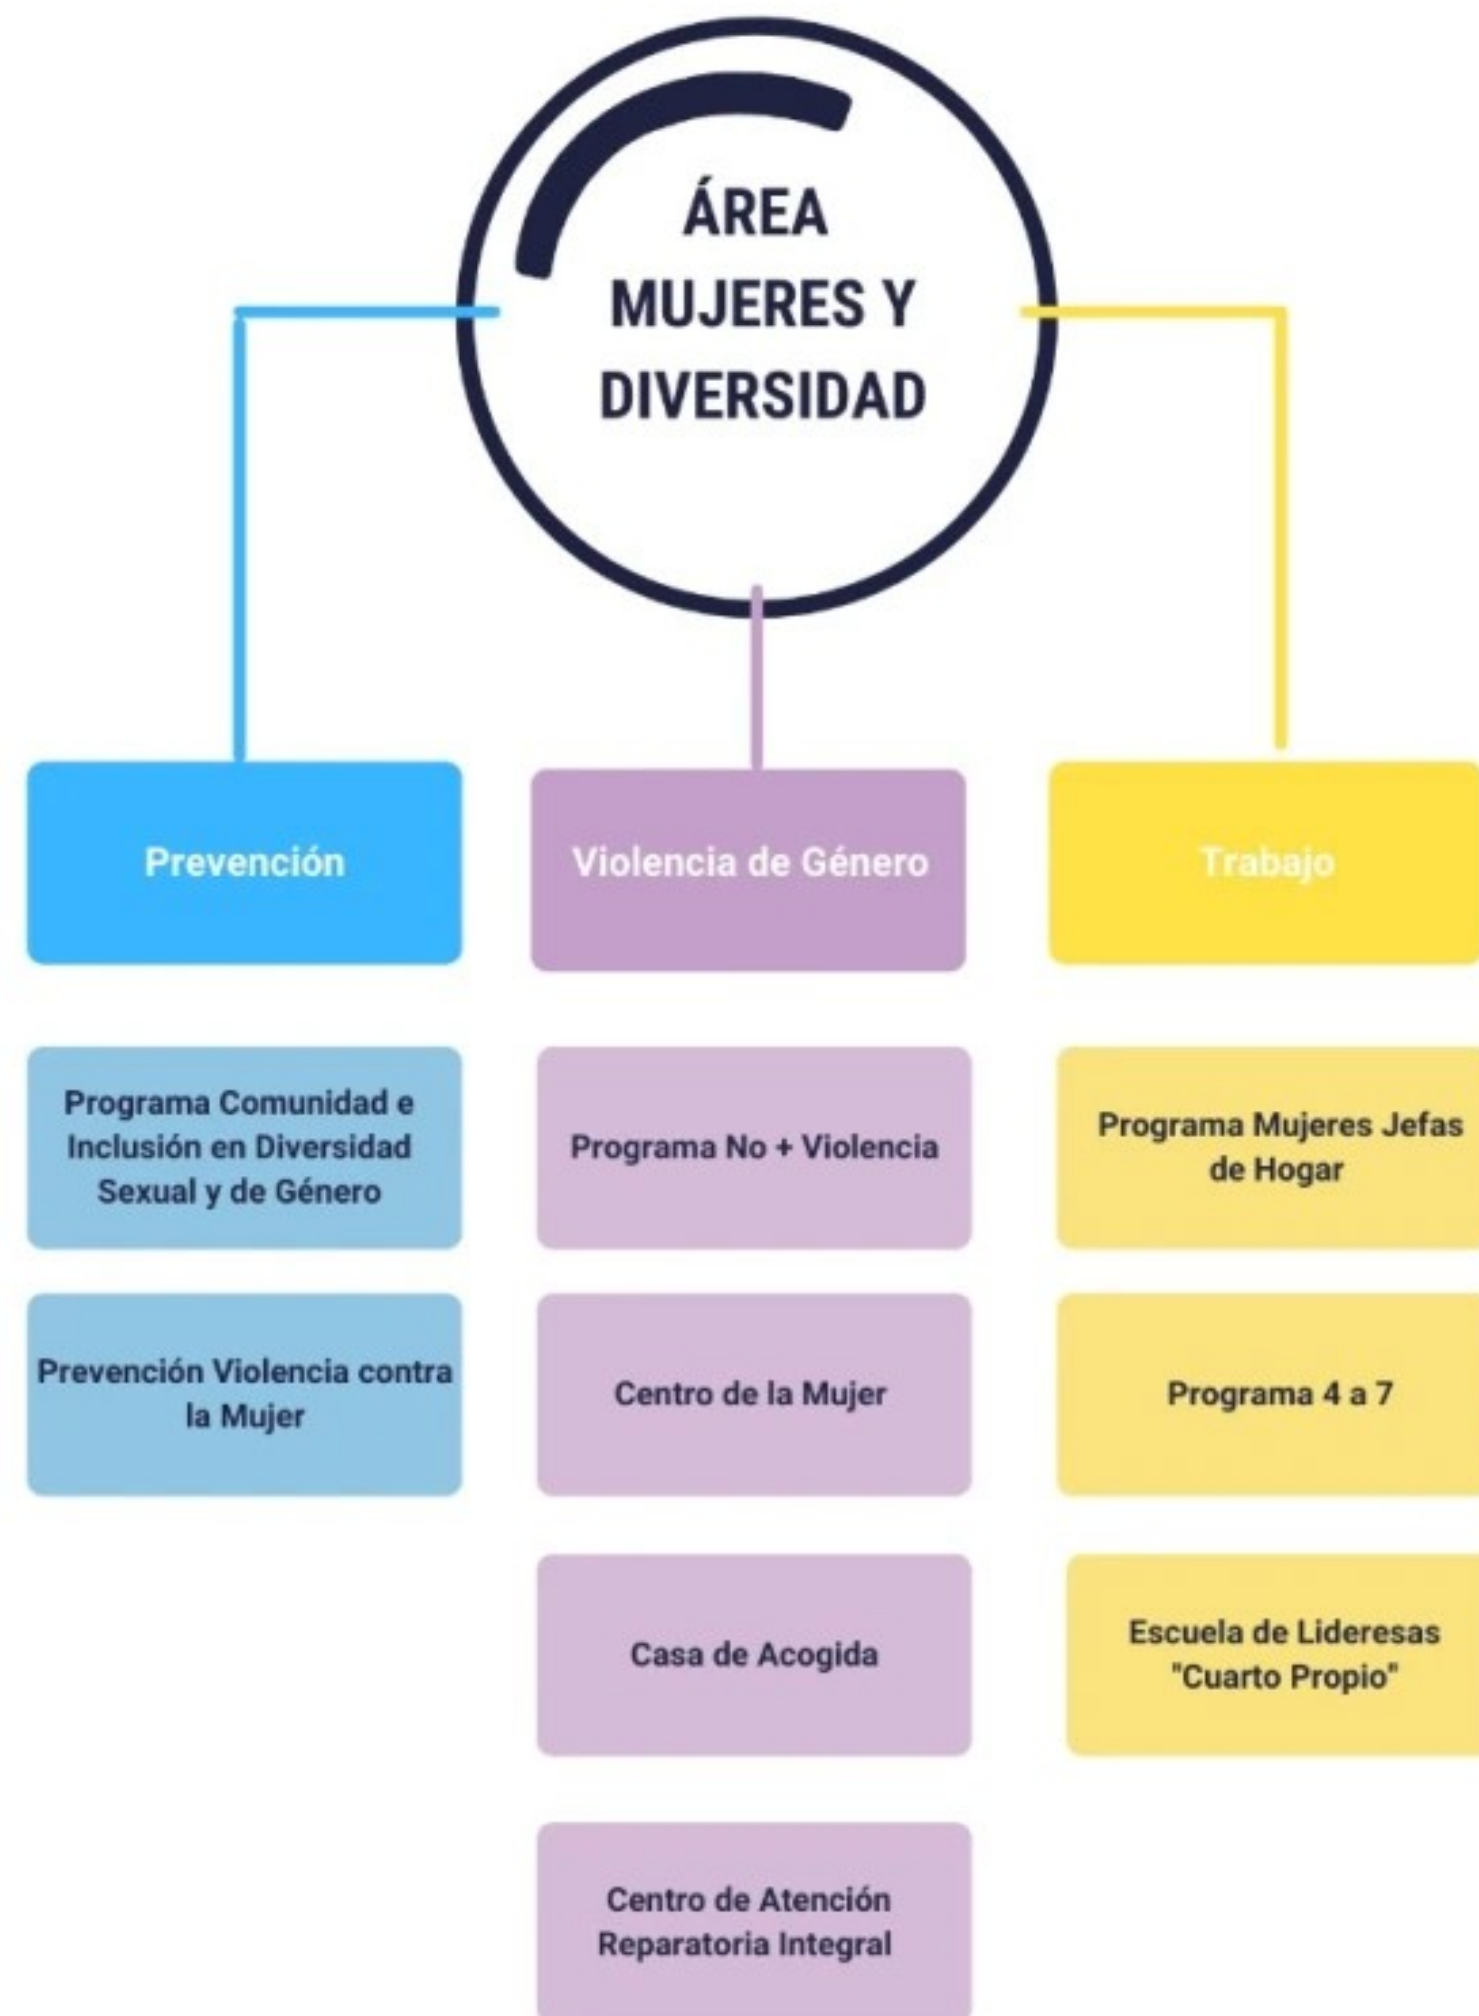 ÁREA
MUJERES Y
DIVERSIDAD
Prevención
Violencia de Género
Trabajo
Programa Comunidad e
Inclusión en Diversidad
Sexual y de Género
Prevención Violencia contra
la Mujer
Programa No + Violencia
Centro de la Mujer
Casa de Acogida
Centro de Atención
Reparatoria Integral
Programa Mujeres Jefas
de Hogar
Programa 4 a 7
Escuela de Lideresas
"Cuarto Propio"